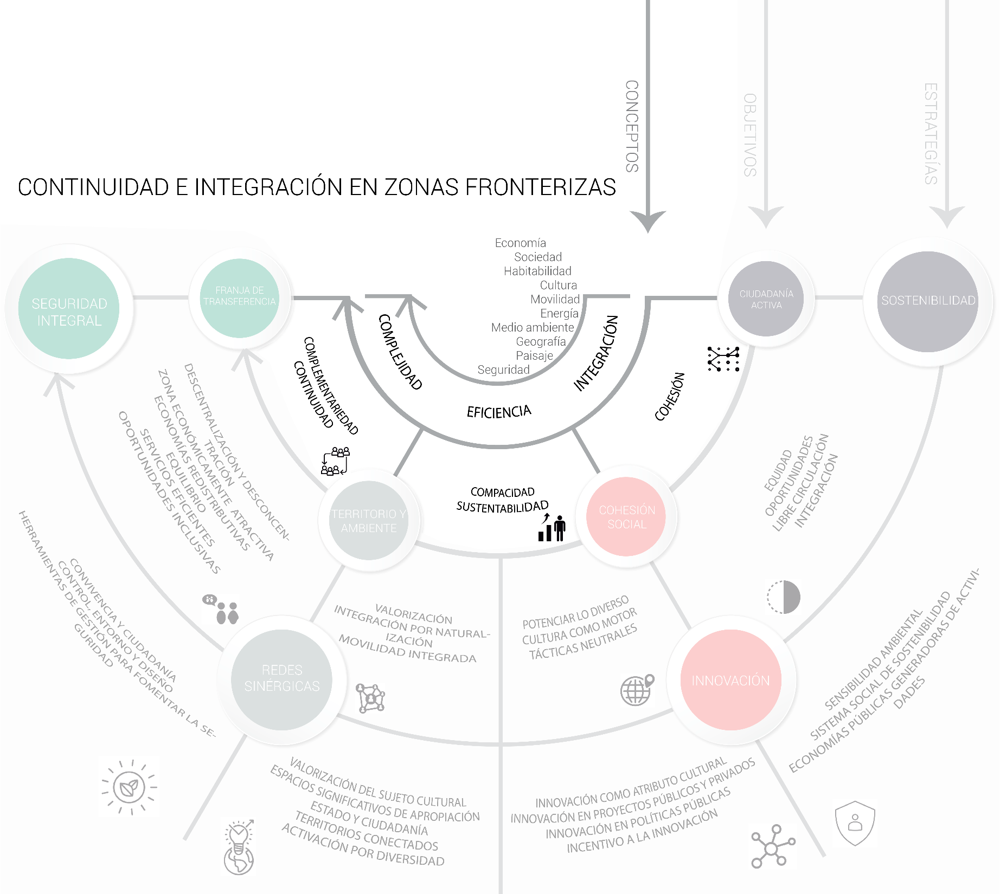 CONCEPTOS
OBJETIVOS
ESTRATEGÍAS
CONTINUIDAD E INTEGRACIÓN EN ZONAS FRONTERIZAS
Economía
Sociedad
Habitabilidad
Cultura
Movilidad
Energía
Medio ambiente
Geografía
Paisaje
Seguridad
SEGURIDAD
INTEGRAL
FRANJA DE
TRANSFERENCIA
CIUDADANÍA
ACTIVA
SOSTENIBILIDAD
COMPLEJIDAD
EFICIENCIA
INTEGRACIÓN
COMPLEMENTARIEDAD
CONTINUIDAD
COMPACIDAD
SUSTENTABILIDAD
COHESIÓN
TERRITORIO Y
AMBIENTE
COHESIÓN
SOCIAL
DESCENTRALIZACIÓN Y DESCONCEN-
TRACIÓN
ZONA ECONÓMICAMENTE ATRACTIVA
ECONOMÍAS REDISTRIBUTIVAS
EQUILIBRIO
SERVICIOS EFICIENTES
OPORTUNIDADES INCLUSIVAS
VALORIZACIÓN
INTEGRACIÓN POR NATURAL-
IZACIÓN
MOVILIDAD INTEGRADA
POTENCIAR LO DIVERSO
CULTURA COMO MOTOR
TÁCTICAS NEUTRALES
EQUIDAD
OPORTUNIDADES
LIBRE CIRCULACIÓN
INTEGRACIÓN
REDES
SINÉRGICAS
INNOVACIÓN
CONVIVENCIA Y CIUDADANÍA
CONTROL, ENTORNO Y DISEÑO
HERRAMIENTAS DE GESTIÓN PARA FOMENTAR LA SE-
GURIDAD
VALORIZACIÓN DEL SUJETO CULTURAL
ESPACIOS SIGNIFICATIVOS DE APROPIACIÓN
ESTADO Y CIUDADANÍA
TERRITORIOS CONECTADOS
ACTIVACIÓN POR DIVERSIDAD
INNOVACIÓN COMO ATRIBUTO CULTURAL
INNOVACIÓN EN PROYECTOS PÚBLICOS Y PRIVADOS
INNOVACIÓN EN POLÍTICAS PÚBLICAS
INCENTIVO A LA INNOVACIÓN
SENSIBILIDAD AMBIENTAL
SISTEMA SOCIAL DE SOSTENIBILIDAD
ECONOMÍAS PÚBLICAS GENERADORAS DE ACTIVI-
DADES